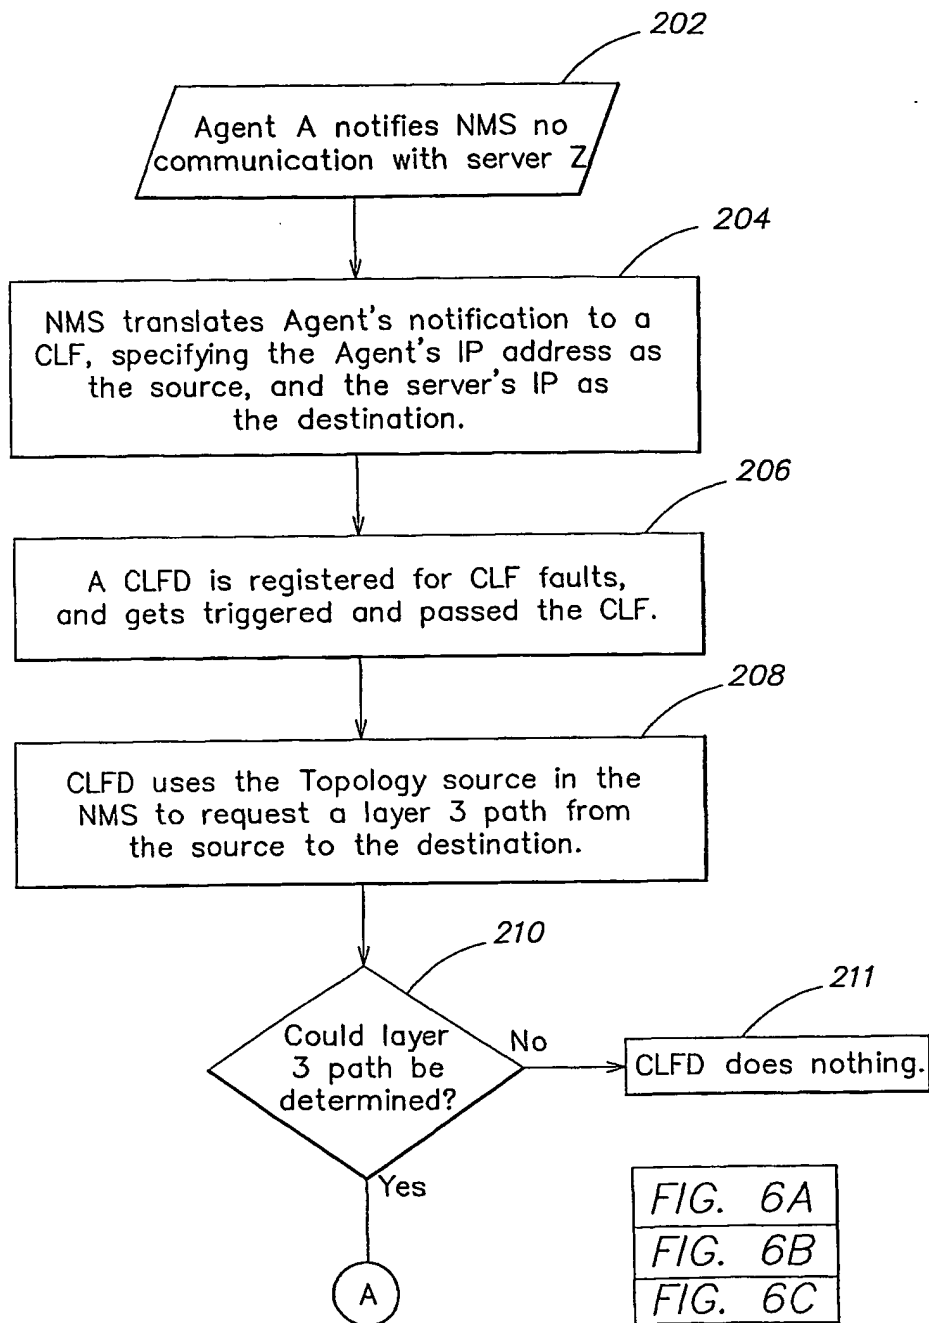 202
Agent A notifies NMS no
communication with server Z
204
NMS translates Agent's notification to a
CLF, specifying the Agent's IP address as
the source, and the server's IP as
the destination.
206
A CLFD is registered for CLF faults,
and gets triggered and passed the CLF.
208
CLFD uses the Topology source in the
NMS to request a layer 3 path from
the source to the destination.
210
Could layer
3 path be
determined?
No
211
CLFD does nothing.
Yes
A
FIG. 6A
FIG. 6B
FIG. 6C